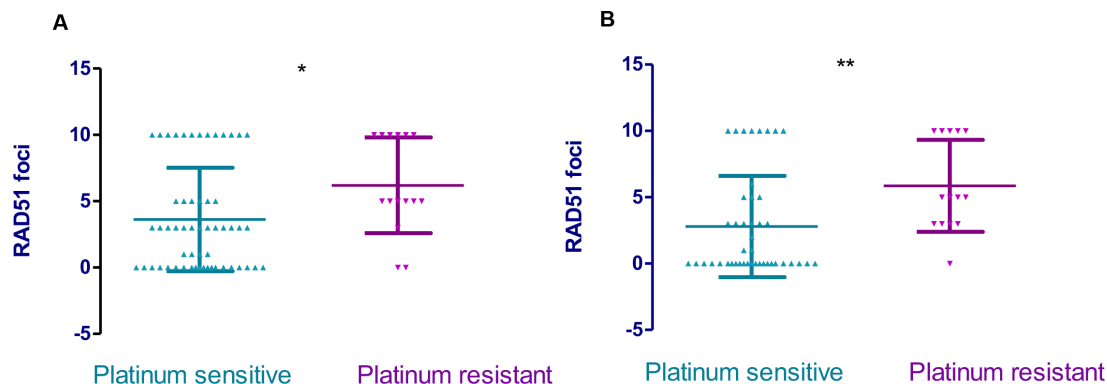 A
*
15
10
5
0
-5
RAD51 foci
Platinum sensitive
Platinum resistant
B
**
15
10
5
0
-5
RAD51 foci
Platinum sensitive
Platinum resistant